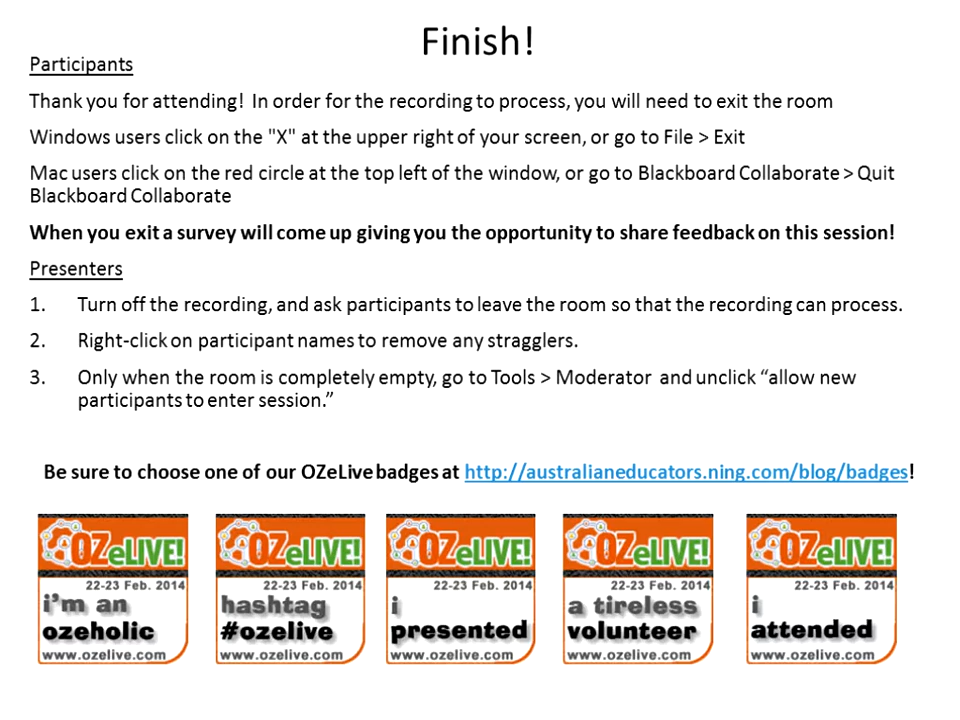 Finish!
Participants
Thank you for attending! In order for the recording to process, you will need to exit the room
Windows users click on the "X" at the upper right of your screen, or go to File > Exit
Mac users click on the red circle at the top left of the window, or go to Blackboard Collaborate > Quit
Blackboard Collaborate
When you exit a survey will come up giving you the opportunity to share feedback on this session!
Presenters
1. Turn off the recording, and ask participants to leave the room so that the recording can process.
2. Right-click on participant names to remove any stragglers.
3. Only when the room is completely empty, go to Tools > Moderator and unclick “allow new
participants to enter session.”
Be sure to choose one of our OZeLive badges at http://australianeducators.ning.com/blog/badges!
OZeLIVE!
22-23 Feb. 2014
i'm an
ozeholic
www.ozelive.com
OZeLIVE!
22-23 Feb. 2014
hashtag
#ozelive
www.ozelive.com
OZeLIVE!
22-23 Feb. 2014
i
presented
www.ozelive.com
OZeLIVE!
22-23 Feb. 2014
a tireless
volunteer
www.ozelive.com
OZeLIVE!
22-23 Feb. 2014
i
attended
www.ozelive.com